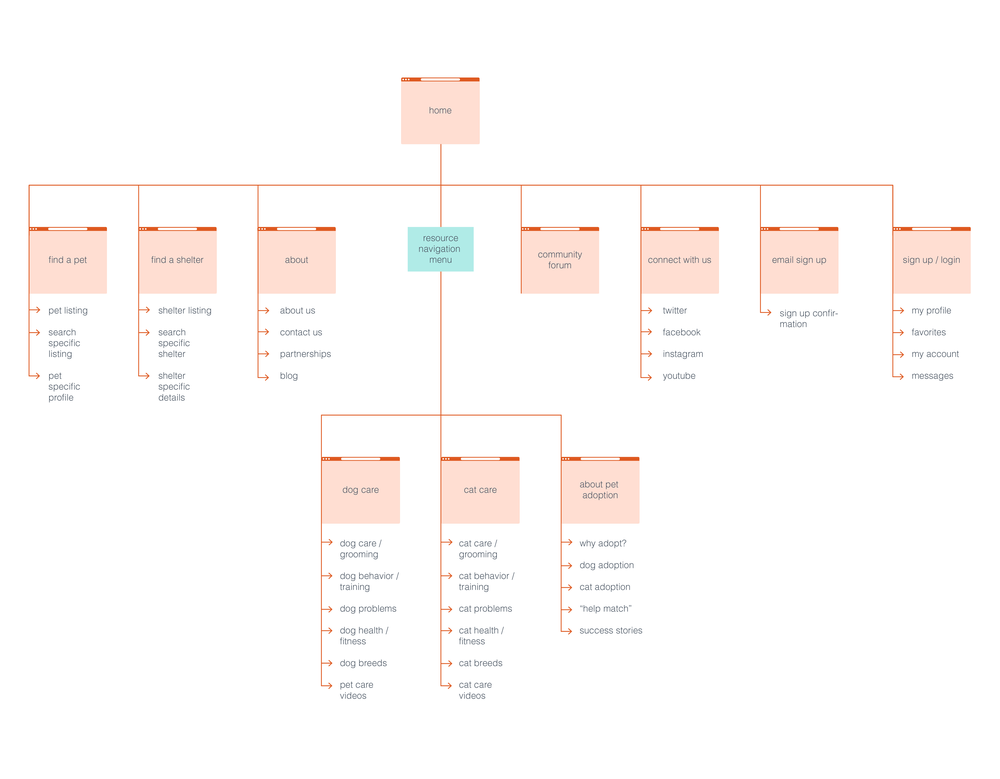 home
find a pet
find a shelter
about
resource
navigation
menu
community
forum
connect with us
email sign up
sign up / login
pet listing
search
specific
listing
pet
specific
profile
shelter listing
search
specific
shelter
shelter
specific
details
about us
contact us
partnerships
blog
twitter
facebook
instagram
youtube
sign up confir-
mation
my profile
favorites
my account
messages
dog care
cat care
about pet
adoption
dog care /
grooming
dog behavior /
training
dog problems
dog health /
fitness
dog breeds
pet care
videos
cat care /
grooming
cat behavior /
training
cat problems
cat health /
fitness
cat breeds
cat care
videos
why adopt?
dog adoption
cat adoption
“help match”
success stories